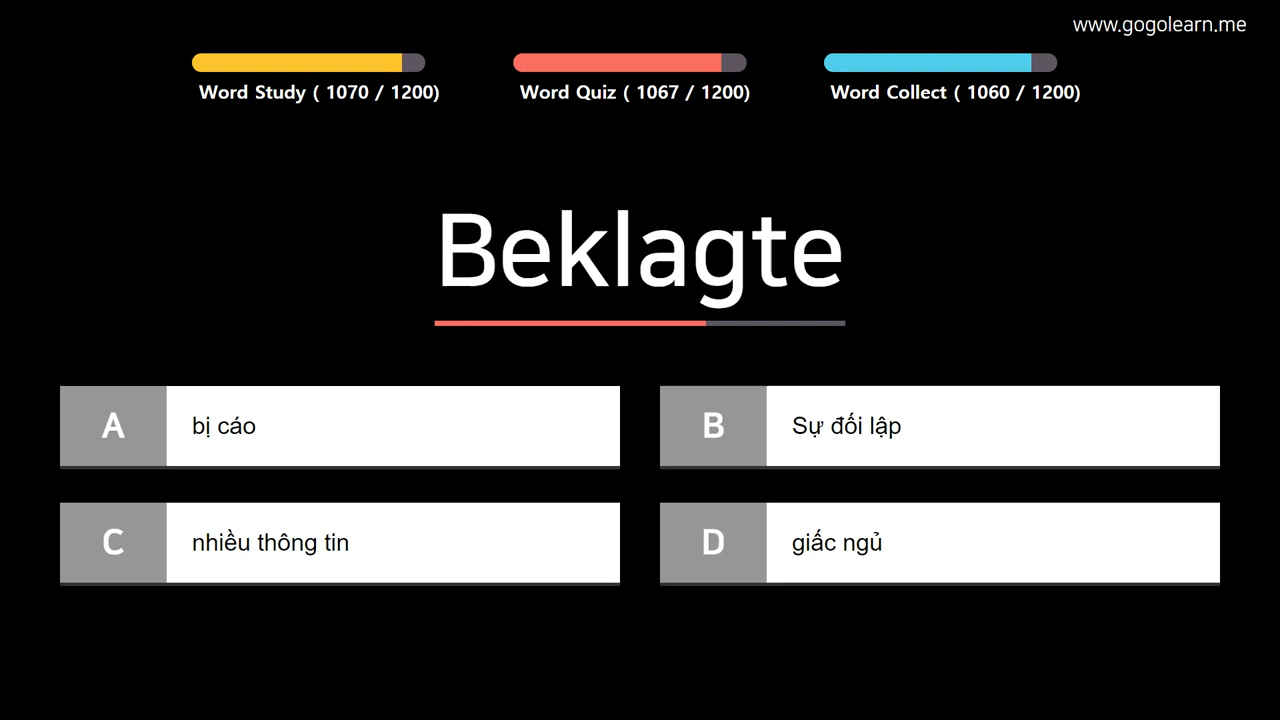 www.gogolearn.me
Word Study ( 1070 / 1200)
Word Quiz ( 1067 / 1200)
Word Collect ( 1060 / 1200)
Beklagte
A bị cáo
B Sự đối lập
C nhiều thông tin
D giấc ngủ